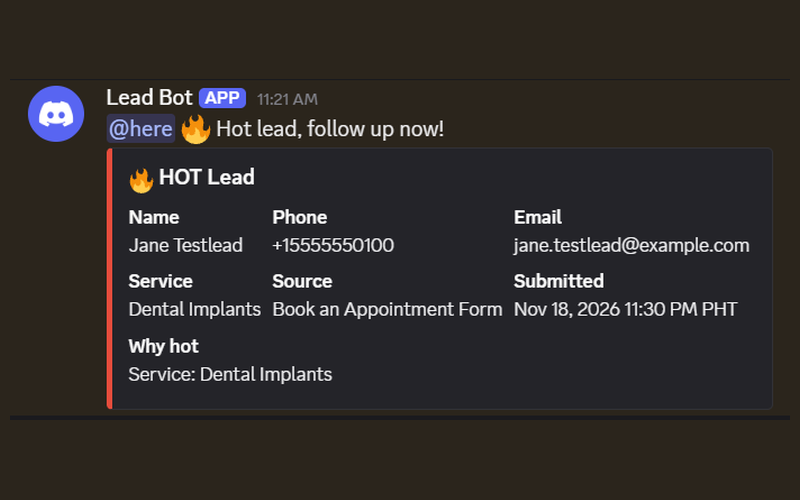 Lead Bot APP 11:21 AM
@here 🔥 Hot lead, follow up now!
🔥 HOT Lead
Name Phone Email
Jane Testlead +15555550100 jane.testlead@example.com
Service Source Submitted
Dental Implants Book an Appointment Form Nov 18, 2026 11:30 PM PHT
Why hot
Service: Dental Implants